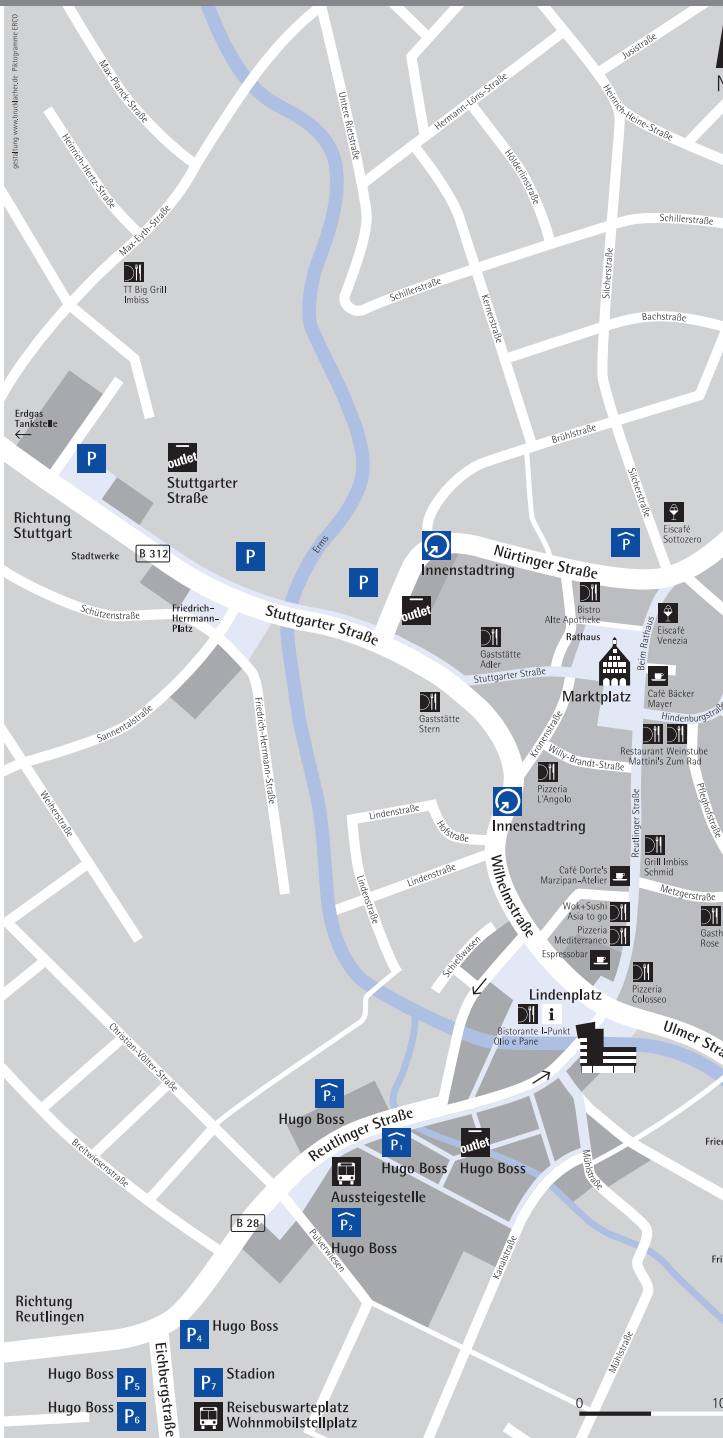 gestaltung www.brucklacher.de Piktogramme ERCO
Max-Planck-Straße
Heinrich-Hertz-Straße
Max-Eyth-Straße
Untere Rietstraße
Hermann-Löns-Straße
Jusistraße
Heinrich-Heine-Straße
Hölderlinstraße
Schillerstraße
Schillerstraße
Silcherstraße
Kernerstraße
Bachstraße
Brühlstraße
Silcherstraße
TT Big Grill
Imbiss
Erdgas
Tankstelle
P
outlet
Stuttgarter
Straße
Richtung
Stuttgart
Stadtwerke
B 312
P
P
Erms
Innenstadtring
Nürtinger Straße
P
Eiscafé
Sottozero
Schützenstraße
Friedrich-
Herrmann-
Platz
Stuttgarter Straße
outlet
Bistro
Alte Apotheke
Rathaus
Beim Rathaus
Eiscafé
Venezia
Gaststätte
Adler
Stuttgarter Straße
Marktplatz
Café Bäcker
Mayer
Hindenburgstraße
Sannentalstraße
Friedrich-Herrmann-Straße
Gaststätte
Stern
Kronenstraße
Willy-Brandt-Straße
Restaurant Weinstube
Mattini's Zum Rad
Pfleghofstraße
Weiherstraße
Pizzeria
L'Angolo
Innenstadtring
Reutlinger Straße
Lindenstraße
Hofstraße
Lindenstraße
Lindenstraße
Wilhelmstraße
Grill Imbiss
Schmid
Café Dorte's
Marzipan-Atelier
Metzgerstraße
Wok+Sushi
Asia to go
Pizzeria
Mediterraneo
Espressobar
Gasth
Rose
Schießwasen
Lindenplatz
Pizzeria
Colosseo
i
Bistorante I-Punkt
Olio e Pane
Ulmer Stra
Christian-Völter-Straße
P3
Hugo Boss
Reutlinger Straße
P1
Hugo Boss
outlet
Hugo Boss
Breitwiesenstraße
Aussteigestelle
P2
Hugo Boss
Mühlstraße
Fried
B 28
Pulverwiesen
Kanalstraße
Fri
Richtung
Reutlingen
P4 Hugo Boss
Eichbergstraße
Mühlstraße
Hugo Boss P5
P7 Stadion
Hugo Boss P6
Reisebuswarteplatz
Wohnmobilstellplatz
0
10